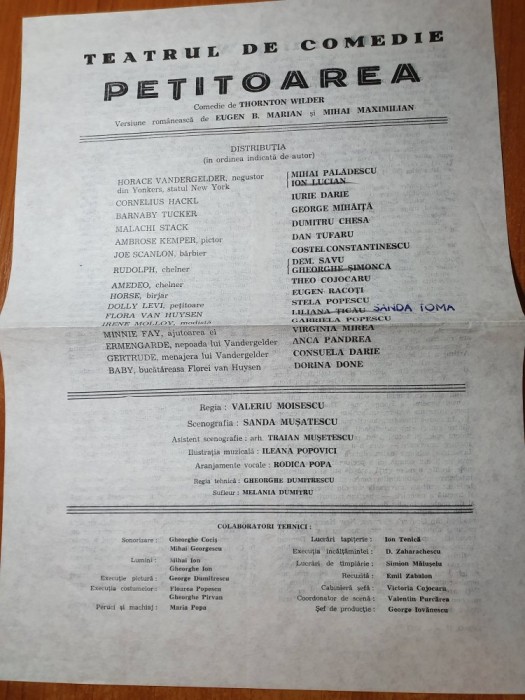 TEATRUL DE COMEDIE
PEȚITOAREA
Comedie de THORNTON WILDER
Versiune românească de EUGEN B. MARIAN și MIHAI MAXIMILIAN
DISTRIBUȚIA
(în ordinea indicată de autor)
HORACE VANDERGELDER, negustor din Yonkers, statul New York MIHAI PALADESCU
ION LUCIAN
CORNELIUS HACKL IURIE DARIE
BARNABY TUCKER GEORGE MIHĂIȚĂ
MALACHI STACK DUMITRU CHESA
AMBROSE KEMPER, pictor DAN TUFARU
JOE SCANLON, bărbier COSTEL CONSTANTINESCU
RUDOLPH, chelner DEM. SAVU
GHEORGHE ȘIMONCA
AMEDEO, chelner THEO COJOCARU
HORSE, birjar EUGEN RACOȚI
DOLLY LEVI, pețitoare STELA POPESCU
FLORA VAN HUYSEN LILIANA ȚICĂU SANDA TOMA
IRENE MOLLOY, modistă GABRIELA POPESCU
MINNIE FAY, ajutoarea ei VIRGINIA MIREA
ERMENGARDE, nepoata lui Vandergelder ANCA PANDREA
GERTRUDE, menajera lui Vandergelder CONSUELA DARIE
BABY, bucătăreasa Florei van Huysen DORINA DONE
Regia : VALERIU MOISESCU
Scenografia : SANDA MUȘATESCU
Asistent scenografie : arh. TRAIAN MUȘETESCU
Ilustrația muzicală : ILEANA POPOVICI
Aranjamente vocale : RODICA POPA
Regia tehnică : GHEORGHE DUMITRESCU
Sufleur : MELANIA DUMITRU
COLABORATORI TEHNICI :
Sonorizare : Gheorghe Cociș
Mihai Georgescu
Lumini : Mihai Ion
Gheorghe Ion
Execuție pictură : George Dumitrescu
Execuția costumelor : Floarea Popescu
Gheorghe Pîrvan
Peruci și machiaj : Maria Popa
Lucrări tapițerie : Ion Tonică
Execuția încălțămintei : D. Zaharachescu
Lucrări de tîmplărie : Simion Mălușelu
Recuzită : Emil Zabalon
Cabinieră șefă : Victoria Cojocaru
Coordonator de scenă : Valentin Purcărea
Șef de producție : George Iovănescu